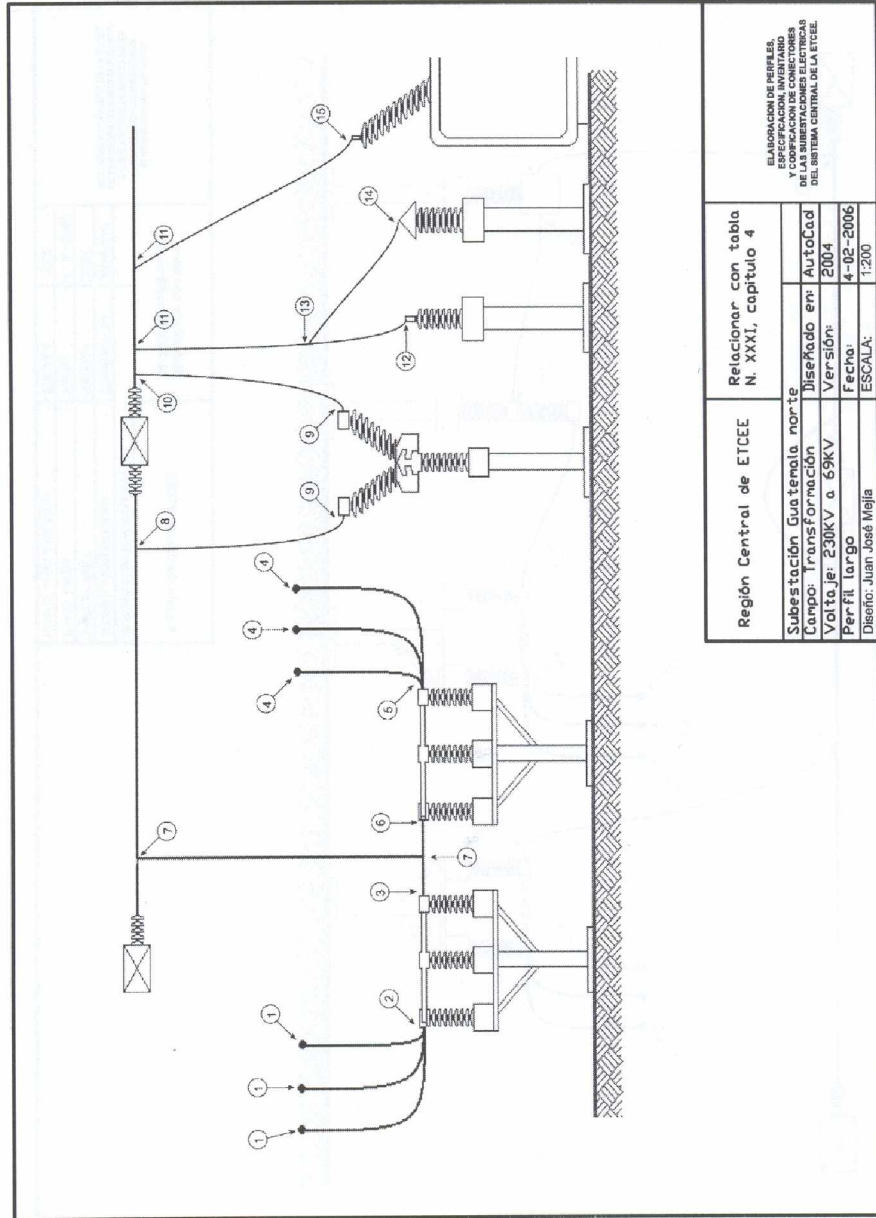 1
1
1
2
3
7
7
6
5
4
4
4
8
9
9
10
11
11
13
12
14
15
Región Central de ETCEE
Relacionar con tabla
N. XXXI, capitulo 4
ELABORACION DE PERFILES,
ESPECIFICACION, INVENTARIO
Y CODIFICACION DE CONECTORES
DE LAS SUBESTACIONES ELECTRICAS
DEL SISTEMA CENTRAL DE LA ETCEE.
Subestación Guatemala norte
Campo: Transformación
Diseñado en: AutoCad
Voltaje: 230KV a 69KV
Versión: 2004
Perfil largo
Fecha: 4-02-2006
Diseño: Juan José Mejía
ESCALA: 1:200